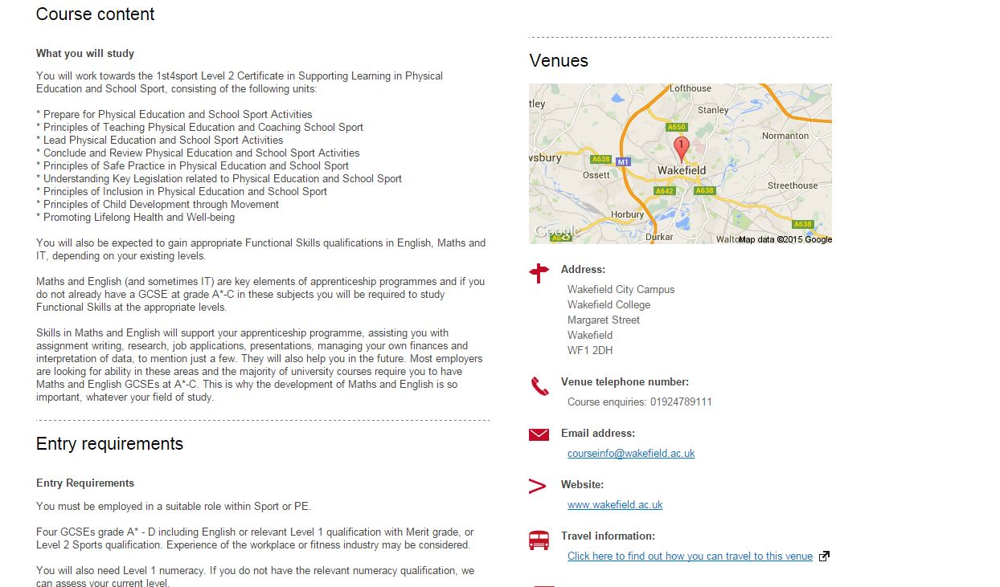 Course content
What you will study
You will work towards the 1st4sport Level 2 Certificate in Supporting Learning in Physical
Education and School Sport, consisting of the following units:
* Prepare for Physical Education and School Sport Activities
* Principles of Teaching Physical Education and Coaching School Sport
* Lead Physical Education and School Sport Activities
* Conclude and Review Physical Education and School Sport Activities
* Principles of Safe Practice in Physical Education and School Sport
* Understanding Key Legislation related to Physical Education and School Sport
* Principles of Inclusion in Physical Education and School Sport
* Principles of Child Development through Movement
* Promoting Lifelong Health and Well-being
You will also be expected to gain appropriate Functional Skills qualifications in English, Maths and
IT, depending on your existing levels.
Maths and English (and sometimes IT) are key elements of apprenticeship programmes and if you
do not already have a GCSE at grade A*-C in these subjects you will be required to study
Functional Skills at the appropriate levels.
Skills in Maths and English will support your apprenticeship programme, assisting you with
assignment writing, research, job applications, presentations, managing your own finances and
interpretation of data, to mention just a few. They will also help you in the future. Most employers
are looking for ability in these areas and the majority of university courses require you to have
Maths and English GCSEs at A*-C. This is why the development of Maths and English is so
important, whatever your field of study.
Entry requirements
Entry Requirements
You must be employed in a suitable role within Sport or PE.
Four GCSEs grade A* - D including English or relevant Level 1 qualification with Merit grade, or
Level 2 Sports qualification. Experience of the workplace or fitness industry may be considered.
You will also need Level 1 numeracy. If you do not have the relevant numeracy qualification, we
can assess your current level.
Venues
Lofthouse
tley
Stanley
A650
Normanton
1
wsbury
A638
M1
Wakefield
Ossett
Streethouse
A642
A638
Horbury
A638
Google
Durkar
Walto
Map data ©2015 Google
Address:
Wakefield City Campus
Wakefield College
Margaret Street
Wakefield
WF1 2DH
Venue telephone number:
Course enquiries: 01924789111
Email address:
courseinfo@wakefield.ac.uk
Website:
www.wakefield.ac.uk
Travel information:
Click here to find out how you can travel to this venue